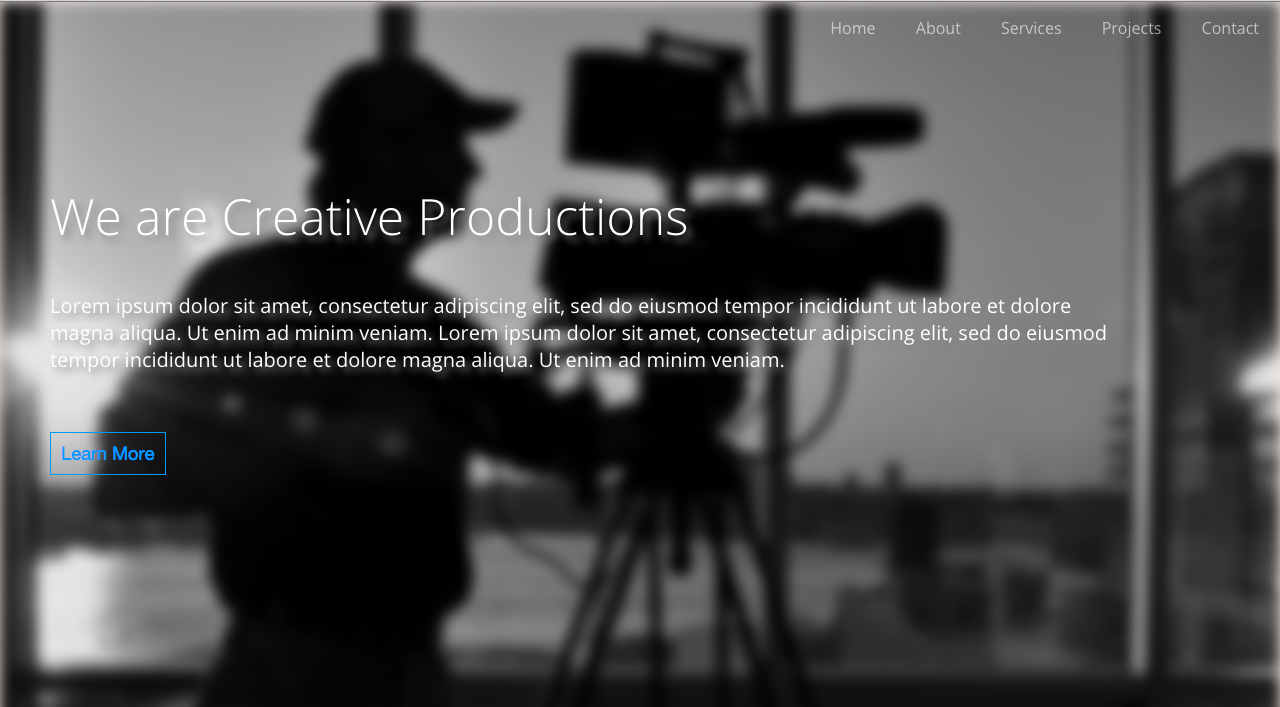 Home About Services Projects Contact
We are Creative Productions
Lorem ipsum dolor sit amet, consectetur adipiscing elit, sed do eiusmod tempor incididunt ut labore et dolore
magna aliqua. Ut enim ad minim veniam. Lorem ipsum dolor sit amet, consectetur adipiscing elit, sed do eiusmod
tempor incididunt ut labore et dolore magna aliqua. Ut enim ad minim veniam.
Learn More